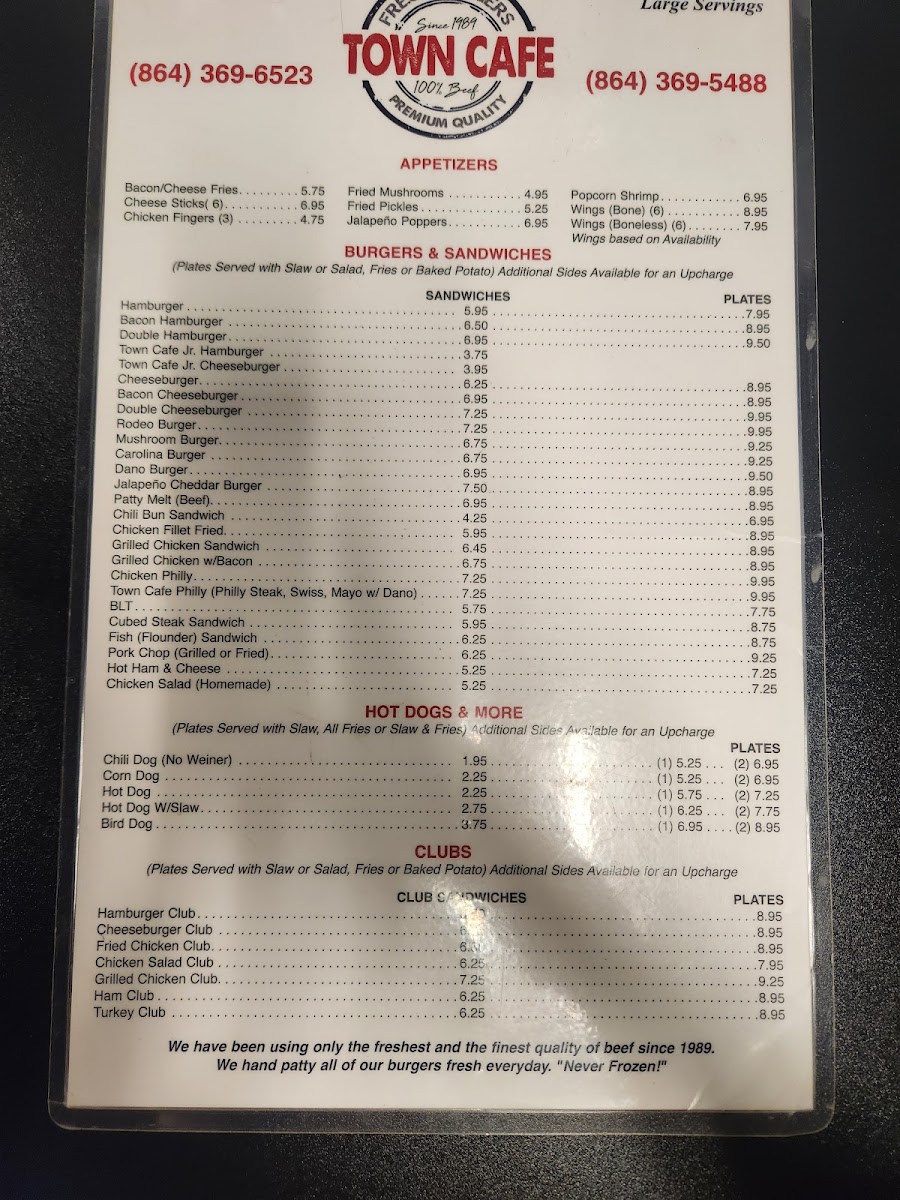 Large Servings
Since 1989
TOWN CAFE
100% Beef
PREMIUM QUALITY
(864) 369-6523
(864) 369-5488
APPETIZERS
Bacon/Cheese Fries......... 5.75
Cheese Sticks( 6)........... 6.95
Chicken Fingers (3) ......... 4.75
Fried Mushrooms ........... 4.95
Fried Pickles ............... 5.25
Jalapeño Poppers........... 6.95
Popcorn Shrimp............ 6.95
Wings (Bone) (6) ........... 8.95
Wings (Boneless) (6)........ 7.95
Wings based on Availability
BURGERS & SANDWICHES
(Plates Served with Slaw or Salad, Fries or Baked Potato) Additional Sides Available for an Upcharge
SANDWICHES PLATES
Hamburger ..... 5.95 ..... 7.95
Bacon Hamburger ..... 6.50 ..... 8.95
Double Hamburger ..... 6.95 ..... 9.50
Town Cafe Jr. Hamburger ..... 3.75
Town Cafe Jr. Cheeseburger ..... 3.95
Cheeseburger ..... 6.25 ..... 8.95
Bacon Cheeseburger ..... 6.95 ..... 8.95
Double Cheeseburger ..... 7.25 ..... 9.95
Rodeo Burger ..... 7.25 ..... 9.95
Mushroom Burger ..... 6.75 ..... 9.25
Carolina Burger ..... 6.75 ..... 9.25
Dano Burger ..... 6.95 ..... 9.50
Jalapeño Cheddar Burger ..... 7.50 ..... 8.95
Patty Melt (Beef) ..... 6.95 ..... 8.95
Chili Bun Sandwich ..... 4.25 ..... 6.95
Chicken Fillet Fried ..... 5.95 ..... 8.95
Grilled Chicken Sandwich ..... 6.45 ..... 8.95
Grilled Chicken w/Bacon ..... 6.75 ..... 8.95
Chicken Philly ..... 7.25 ..... 9.95
Town Cafe Philly (Philly Steak, Swiss, Mayo w/ Dano) ..... 7.25 ..... 9.95
BLT ..... 5.75 ..... 7.75
Cubed Steak Sandwich ..... 5.95 ..... 8.75
Fish (Flounder) Sandwich ..... 6.25 ..... 8.75
Pork Chop (Grilled or Fried) ..... 6.25 ..... 9.25
Hot Ham & Cheese ..... 5.25 ..... 7.25
Chicken Salad (Homemade) ..... 5.25 ..... 7.25
HOT DOGS & MORE
(Plates Served with Slaw, All Fries or Slaw & Fries) Additional Sides Available for an Upcharge
PLATES
Chili Dog (No Weiner) ..... 1.95 ..... (1) 5.25 ... (2) 6.95
Corn Dog ..... 2.25 ..... (1) 5.25 ... (2) 6.95
Hot Dog ..... 2.25 ..... (1) 5.75 ... (2) 7.25
Hot Dog W/Slaw ..... 2.75 ..... (1) 6.25 ... (2) 7.75
Bird Dog ..... 3.75 ..... (1) 6.95 .... (2) 8.95
CLUBS
(Plates Served with Slaw or Salad, Fries or Baked Potato) Additional Sides Available for an Upcharge
CLUB SANDWICHES PLATES
Hamburger Club ..... 8.95
Cheeseburger Club ..... 8.95
Fried Chicken Club ..... 8.95
Chicken Salad Club ..... 6.25 ..... 7.95
Grilled Chicken Club ..... 7.25 ..... 9.25
Ham Club ..... 6.25 ..... 8.95
Turkey Club ..... 6.25 ..... 8.95
We have been using only the freshest and the finest quality of beef since 1989.
We hand patty all of our burgers fresh everyday. "Never Frozen!"